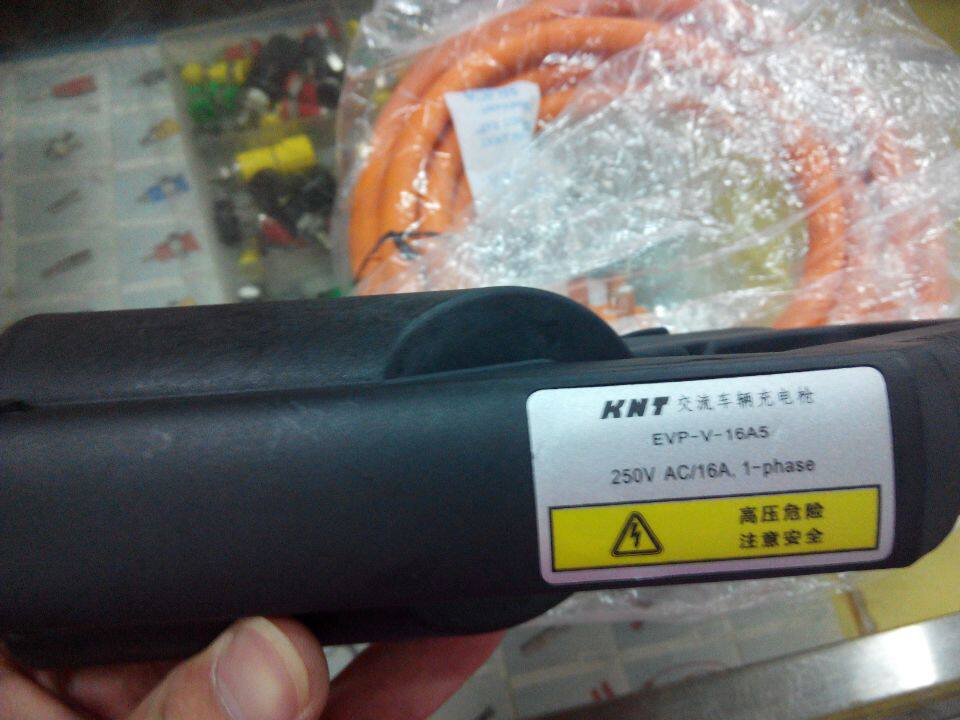 KNT 交流车辆充电枪
EVP-V-16A5
250V AC/16A, 1-phase
高压危险
注意安全